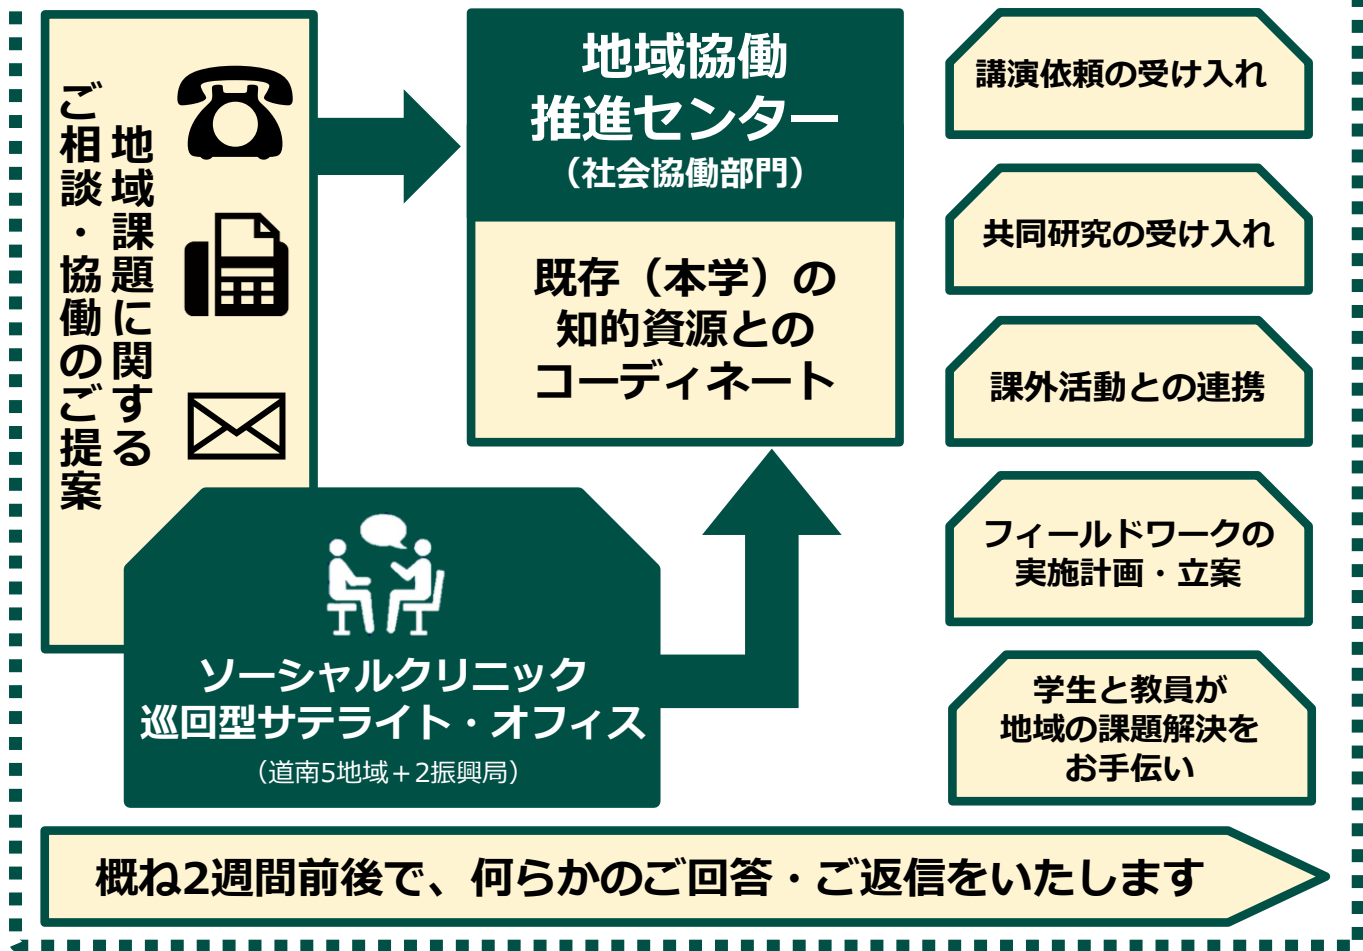 地域課題に関する
ご相談・協働のご提案
地域協働
推進センター
（社会協働部門）
既存（本学）の
知的資源との
コーディネート
ソーシャルクリニック
巡回型サテライト・オフィス
（道南5地域＋2振興局）
講演依頼の受け入れ
共同研究の受け入れ
課外活動との連携
フィールドワークの
実施計画・立案
学生と教員が
地域の課題解決を
お手伝い
概ね2週間前後で、何らかのご回答・ご返信をいたします